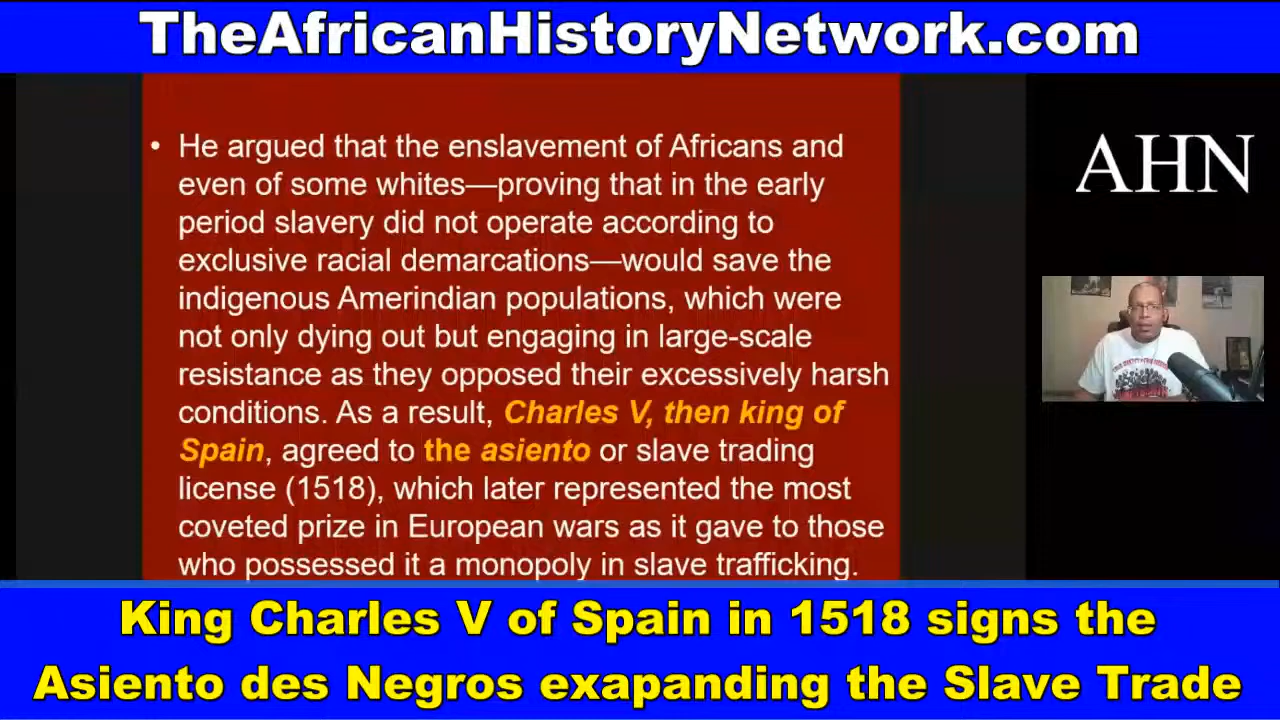 TheAfricanHistoryNetwork.com
• He argued that the enslavement of Africans and
even of some whites—proving that in the early
period slavery did not operate according to
exclusive racial demarcations—would save the
indigenous Amerindian populations, which were
not only dying out but engaging in large-scale
resistance as they opposed their excessively harsh
conditions. As a result, Charles V, then king of
Spain, agreed to the asiento or slave trading
license (1518), which later represented the most
coveted prize in European wars as it gave to those
who possessed it a monopoly in slave trafficking.
AHN
King Charles V of Spain in 1518 signs the
Asiento des Negros exapanding the Slave Trade